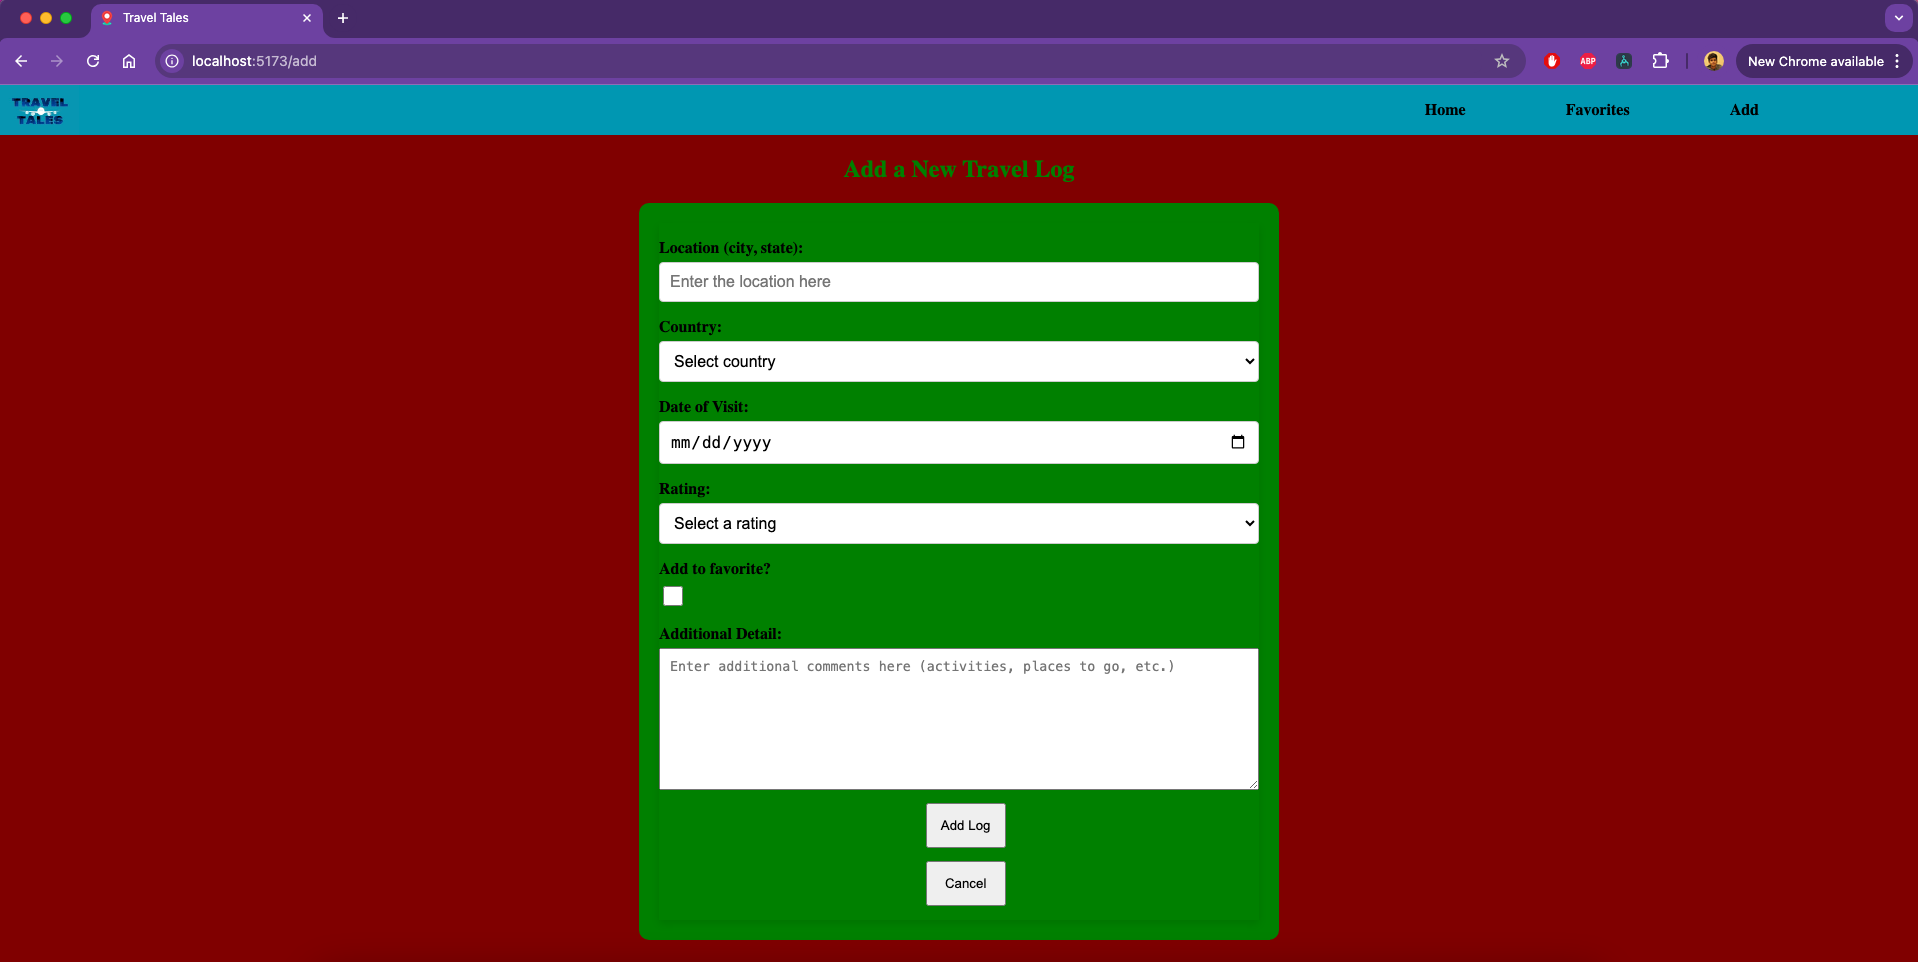 Travel Tales
localhost:5173/add
ABP
New Chrome available
TRAVEL
TALES
Home
Favorites
Add
Add a New Travel Log
Location (city, state):
Enter the location here
Country:
Select country
Date of Visit:
mm/dd/yyyy
Rating:
Select a rating
Add to favorite?
Additional Detail:
Enter additional comments here (activities, places to go, etc.)
Add Log
Cancel